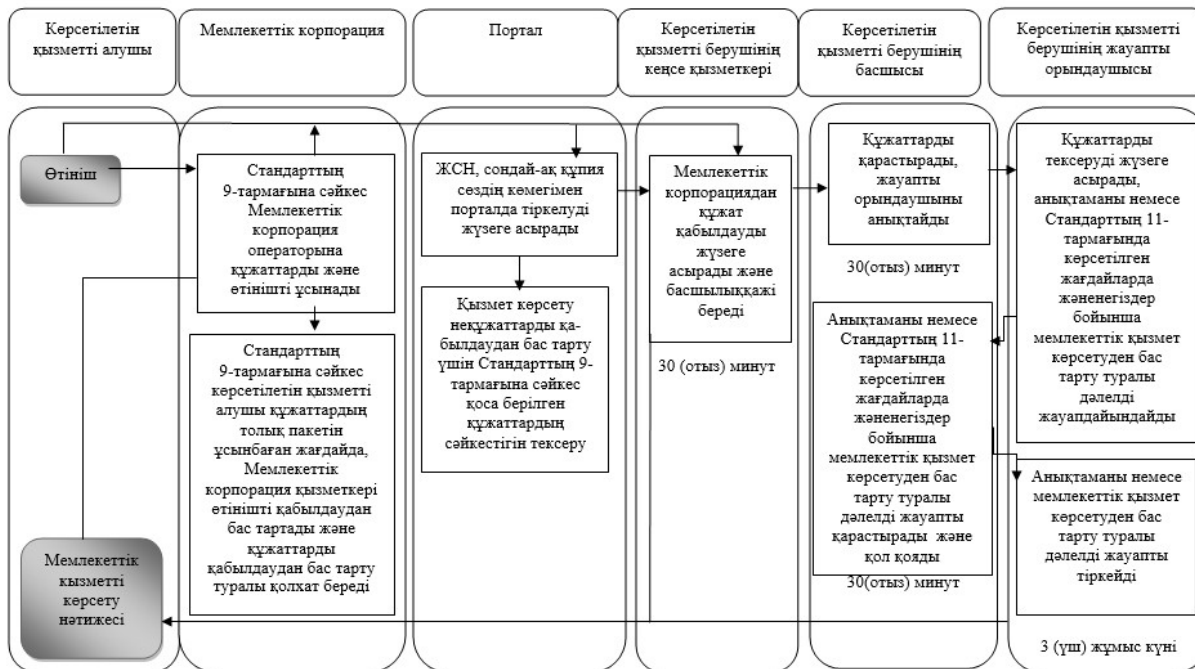 Көрсетілетін
қызметті алушы
Мемлекеттік корпорация
Портал
Көрсетілетін
қызметті берушінің
кеңсе қызметкері
Көрсетілетін
қызметті берушінің
басшысы
Көрсетілетін қызметті
берушінің жауапты
орындаушысы
Өтініш
Мемлекеттік
кызметті
көрсету
нәтижесі
Стандарттың
9-тармағына сәйкес
Мемлекеттік
корпорация
операторына
құжаттарды және
өтінішті ұсынады
Стандарттың
9-тармағына сәйкес
көрсетілетін қызметті
алушы құжаттардың
толық пакетін
ұсынбаған жағдайда,
Мемлекеттік
корпорация қызметкері
өтінішті қабылдаудан
бас тартады және
құжаттарды
қабылдаудан бас тарту
туралы қолхат береді
ЖСН, сондай-ақ құпия
сөздің көмегімен
порталда тіркелуді
жүзеге асырады
Қызмет көрсету
неқұжаттарды қа-
былдаудан бас тарту
үшін Стандарттың 9-
тармағына сәйкес
қоса берілген
құжаттардың
сәйкестігін тексеру
Мемлекеттік
корпорациядан
құжат
қабылдауды
жүзеге
асырады және
басшылыққажі
береді
30 (отыз) минут
Құжаттарды
қарастырады,
жауапты
орындаушыны
анықтайды
30(отыз) минут
Анықтаманы немесе
Стандарттың 11-
тармағында
көрсетілген
жағдайларда
жәненегіздер
бойынша
мемлекеттік қызмет
көрсетуден бас
тарту туралы
дәлелді жауапты
қарастырады және
қол қояды
30(отыз) минут
Құжаттарды
тексеруді жүзеге
асырады,
анықтаманы немесе
Стандарттың 11-
тармағында
көрсетілген
жағдайларда
жәненегіздер
бойынша
мемлекеттік қызмет
көрсетуден бас
тарту туралы
дәлелді
жауапдайындайды
Анықтаманы немесе
мемлекеттік қызмет
көрсетуден бас
тарту туралы
дәлелді жауапты
тіркейді
3 (үш) жұмыс күні